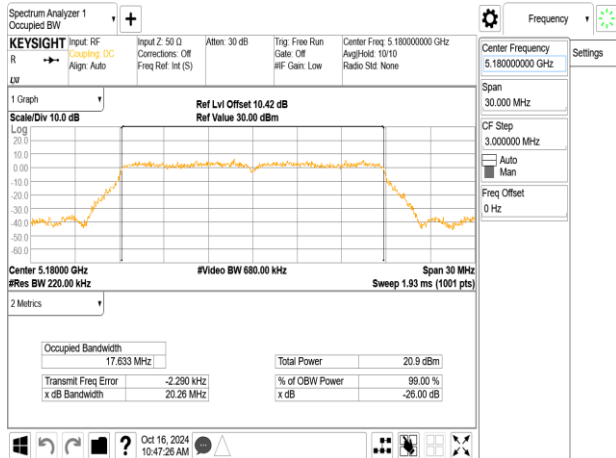 Spectrum Analyzer 1
Occupied BW
Frequency
KEYSIGHT
R
LXI
Input: RF
Coupling: DC
Align: Auto
Input Z: 50 Ω
Corrections: Off
Freq Ref: Int (S)
Atten: 30 dB
Trig: Free Run
Gate: Off
#IF Gain: Low
Center Freq: 5.180000000 GHz
Avg|Hold: 10/10
Radio Std: None
Center Frequency
5.180000000 GHz
Settings
Span
30.000 MHz
CF Step
3.000000 MHz
Auto
Man
Freq Offset
0 Hz
1 Graph
Scale/Div 10.0 dB
Ref Lvl Offset 10.42 dB
Ref Value 30.00 dBm
Log
20.0
10.0
0.00
-10.0
-20.0
-30.0
-40.0
-50.0
-60.0
Center 5.18000 GHz
#Res BW 220.00 kHz
#Video BW 680.00 kHz
Span 30 MHz
Sweep 1.93 ms (1001 pts)
2 Metrics
Occupied Bandwidth
17.633 MHz
Total Power 20.9 dBm
Transmit Freq Error -2.290 kHz
% of OBW Power 99.00 %
x dB Bandwidth 20.26 MHz
x dB -26.00 dB
?
Oct 16, 2024
10:47:26 AM